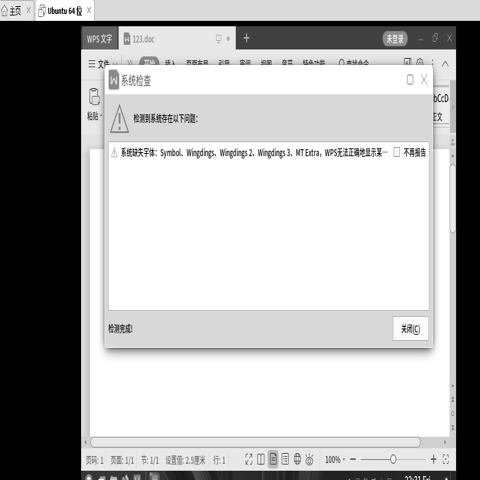 主页 × Ubuntu 64 位 ×
WPS 文字 123.doc + 未登录
文件 开始 插入 页面布局 引用 审阅 视图 章节 特色功能 查找命令
粘贴
系统检查
检测到系统存在以下问题:
系统缺失字体: Symbol、Wingdings、Wingdings 2、Wingdings 3、MT Extra，WPS无法正确地显示某… 不再报告
检测完成!
关闭(C)
bCcD
正文
页码: 1 页面: 1/1 节: 1/1 设置值: 2.5厘米 行: 1 100% − +